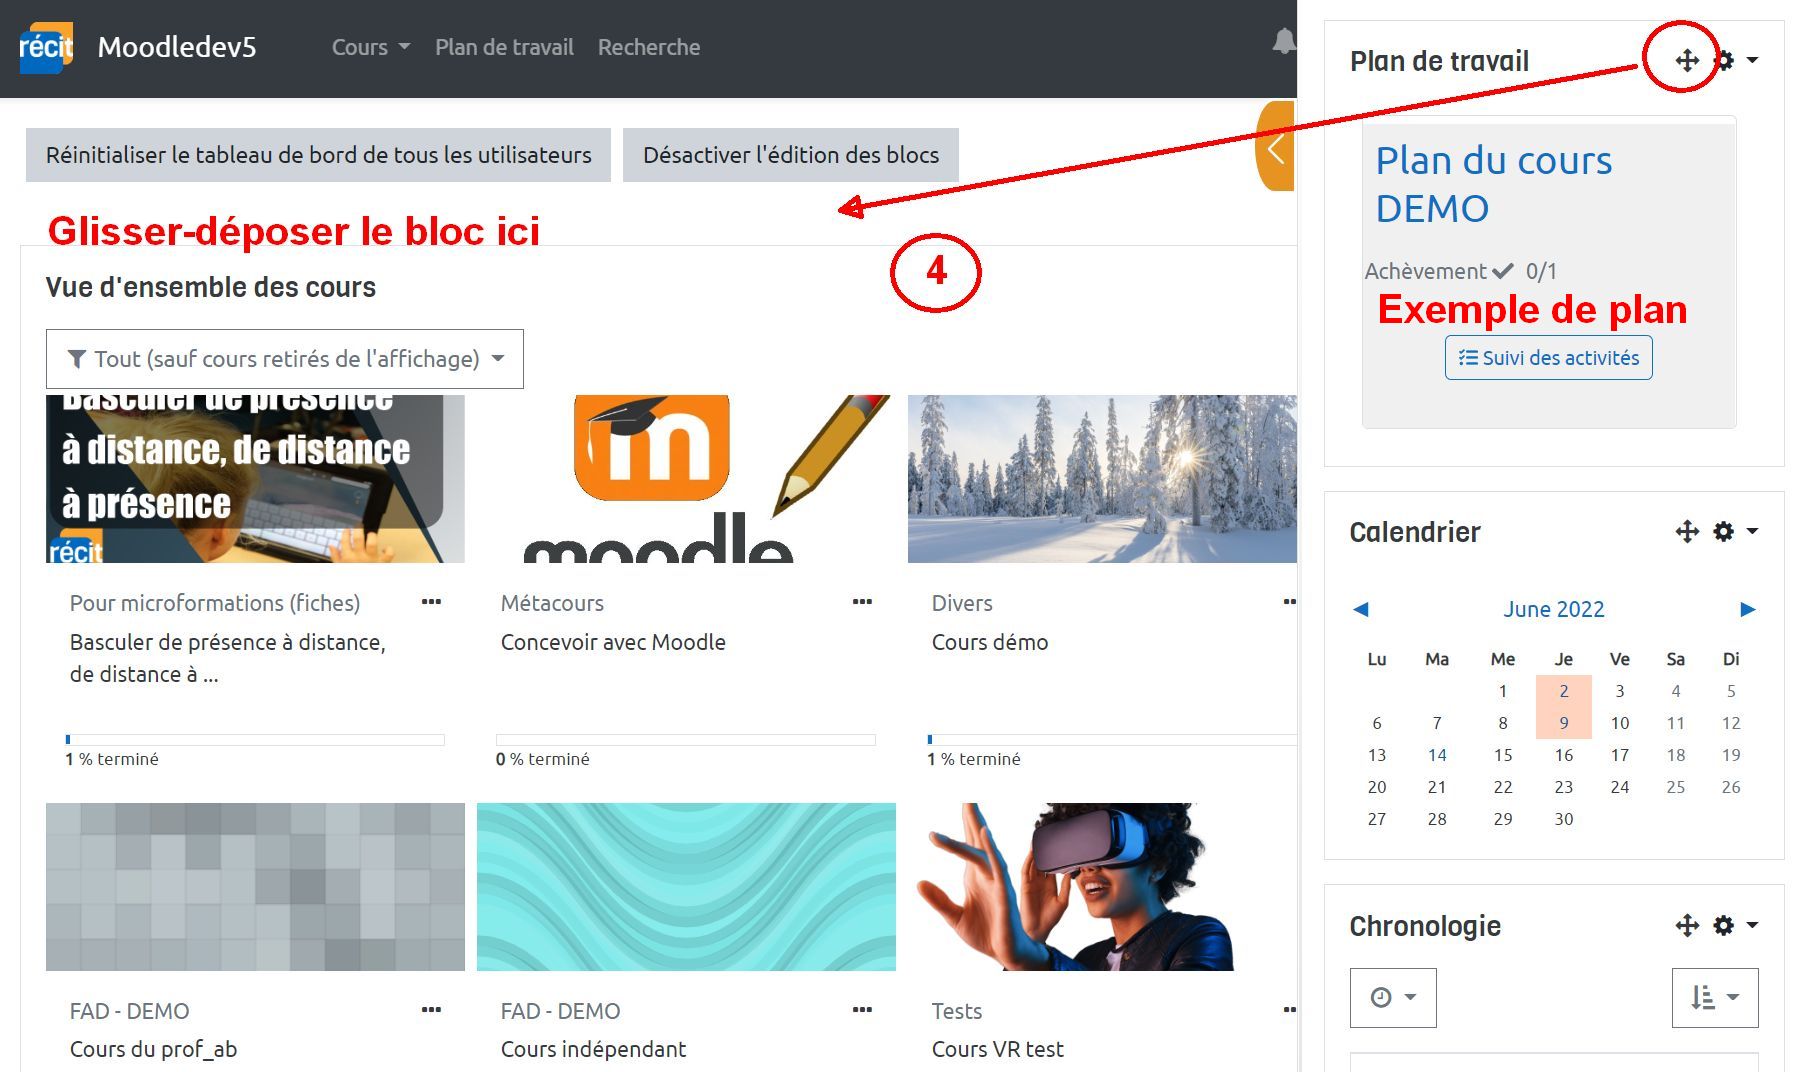 récit Moodledev5 Cours Plan de travail Recherche
Réinitialiser le tableau de bord de tous les utilisateurs Désactiver l'édition des blocs
Glisser-déposer le bloc ici
4
Vue d'ensemble des cours
Tout (sauf cours retirés de l'affichage)
Basculer de présence
à distance, de distance
à présence
récit
m
moodle
Pour microformations (fiches)
Basculer de présence à distance,
de distance à ...
1 % terminé
Métacours
Concevoir avec Moodle
0 % terminé
Divers
Cours démo
1 % terminé
FAD - DEMO
Cours du prof_ab
FAD - DEMO
Cours indépendant
Tests
Cours VR test
Plan de travail
Plan du cours
DEMO
Achèvement 0/1
Exemple de plan
Suivi des activités
Calendrier
◀ June 2022 ▶
Lu Ma Me Je Ve Sa Di
1 2 3 4 5
6 7 8 9 10 11 12
13 14 15 16 17 18 19
20 21 22 23 24 25 26
27 28 29 30
Chronologie